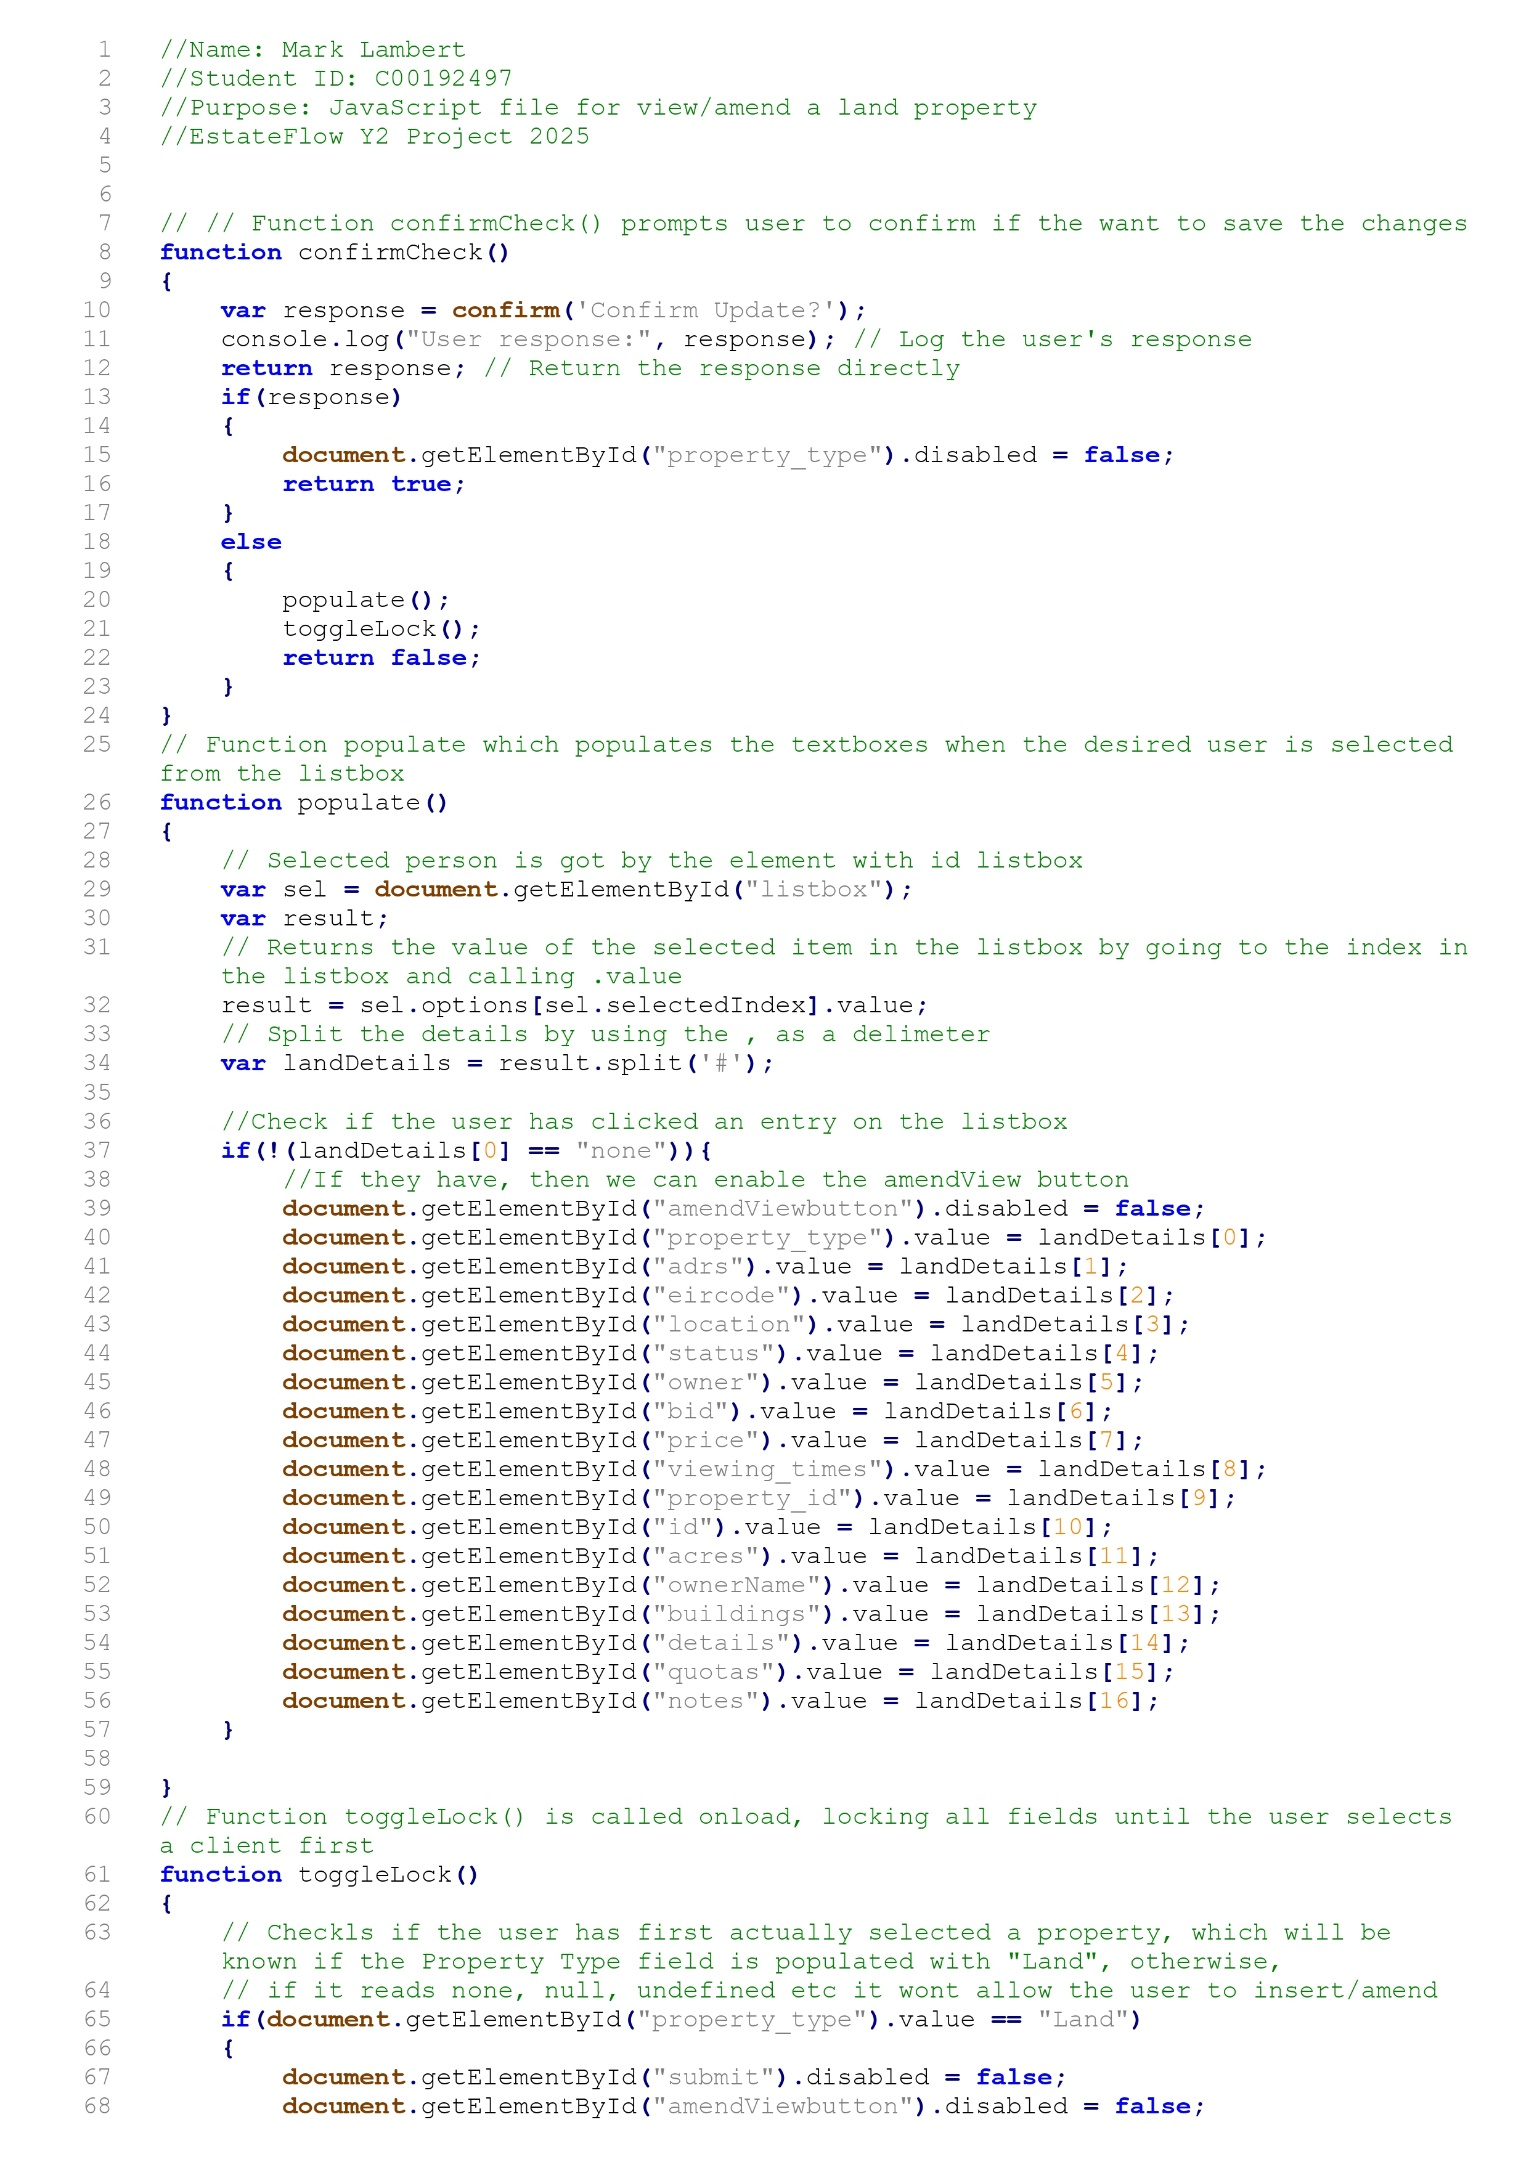 1 //Name: Mark Lambert
2 //Student ID: C00192497
3 //Purpose: JavaScript file for view/amend a land property
4 //EstateFlow Y2 Project 2025
5
6
7 // // Function confirmCheck() prompts user to confirm if the want to save the changes
8 function confirmCheck()
9 {
10     var response = confirm('Confirm Update?');
11     console.log("User response:", response); // Log the user's response
12     return response; // Return the response directly
13     if(response)
14     {
15         document.getElementById("property_type").disabled = false;
16         return true;
17     }
18     else
19     {
20         populate();
21         toggleLock();
22         return false;
23     }
24 }
25 // Function populate which populates the textboxes when the desired user is selected
from the listbox
26 function populate()
27 {
28     // Selected person is got by the element with id listbox
29     var sel = document.getElementById("listbox");
30     var result;
31     // Returns the value of the selected item in the listbox by going to the index in
the listbox and calling .value
32     result = sel.options[sel.selectedIndex].value;
33     // Split the details by using the , as a delimeter
34     var landDetails = result.split('#');
35
36     //Check if the user has clicked an entry on the listbox
37     if(!(landDetails[0] == "none")){
38         //If they have, then we can enable the amendView button
39         document.getElementById("amendViewbutton").disabled = false;
40         document.getElementById("property_type").value = landDetails[0];
41         document.getElementById("adrs").value = landDetails[1];
42         document.getElementById("eircode").value = landDetails[2];
43         document.getElementById("location").value = landDetails[3];
44         document.getElementById("status").value = landDetails[4];
45         document.getElementById("owner").value = landDetails[5];
46         document.getElementById("bid").value = landDetails[6];
47         document.getElementById("price").value = landDetails[7];
48         document.getElementById("viewing_times").value = landDetails[8];
49         document.getElementById("property_id").value = landDetails[9];
50         document.getElementById("id").value = landDetails[10];
51         document.getElementById("acres").value = landDetails[11];
52         document.getElementById("ownerName").value = landDetails[12];
53         document.getElementById("buildings").value = landDetails[13];
54         document.getElementById("details").value = landDetails[14];
55         document.getElementById("quotas").value = landDetails[15];
56         document.getElementById("notes").value = landDetails[16];
57     }
58
59 }
60 // Function toggleLock() is called onload, locking all fields until the user selects
a client first
61 function toggleLock()
62 {
63     // Checkls if the user has first actually selected a property, which will be
known if the Property Type field is populated with "Land", otherwise,
64     // if it reads none, null, undefined etc it wont allow the user to insert/amend
65     if(document.getElementById("property_type").value == "Land")
66     {
67         document.getElementById("submit").disabled = false;
68         document.getElementById("amendViewbutton").disabled = false;